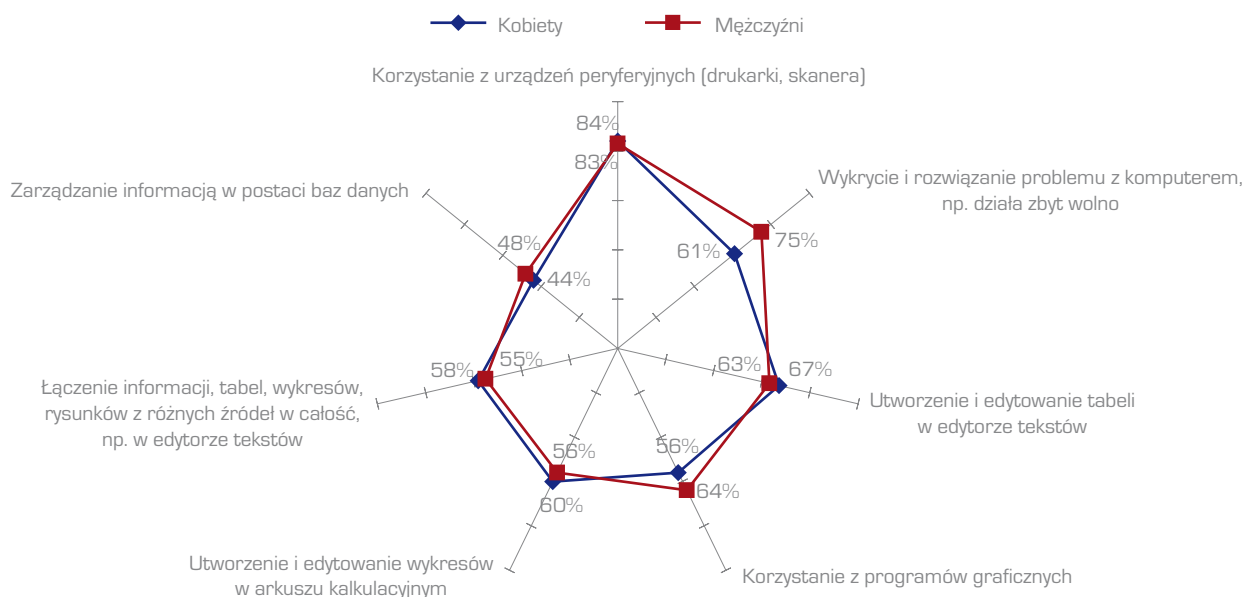 Kobiety
Mężczyźni
Korzystanie z urządzeń peryferyjnych (drukarki, skanera)
84%
83%
Zarządzanie informacją w postaci baz danych
Wykrycie i rozwiązanie problemu z komputerem,
np. działa zbyt wolno
48%
44%
61%
75%
58%
55%
63%
67%
Łączenie informacji, tabel, wykresów,
rysunków z różnych źródeł w całość,
np. w edytorze tekstów
Utworzenie i edytowanie tabeli
w edytorze tekstów
56%
60%
56%
64%
Utworzenie i edytowanie wykresów
w arkuszu kalkulacyjnym
Korzystanie z programów graficznych